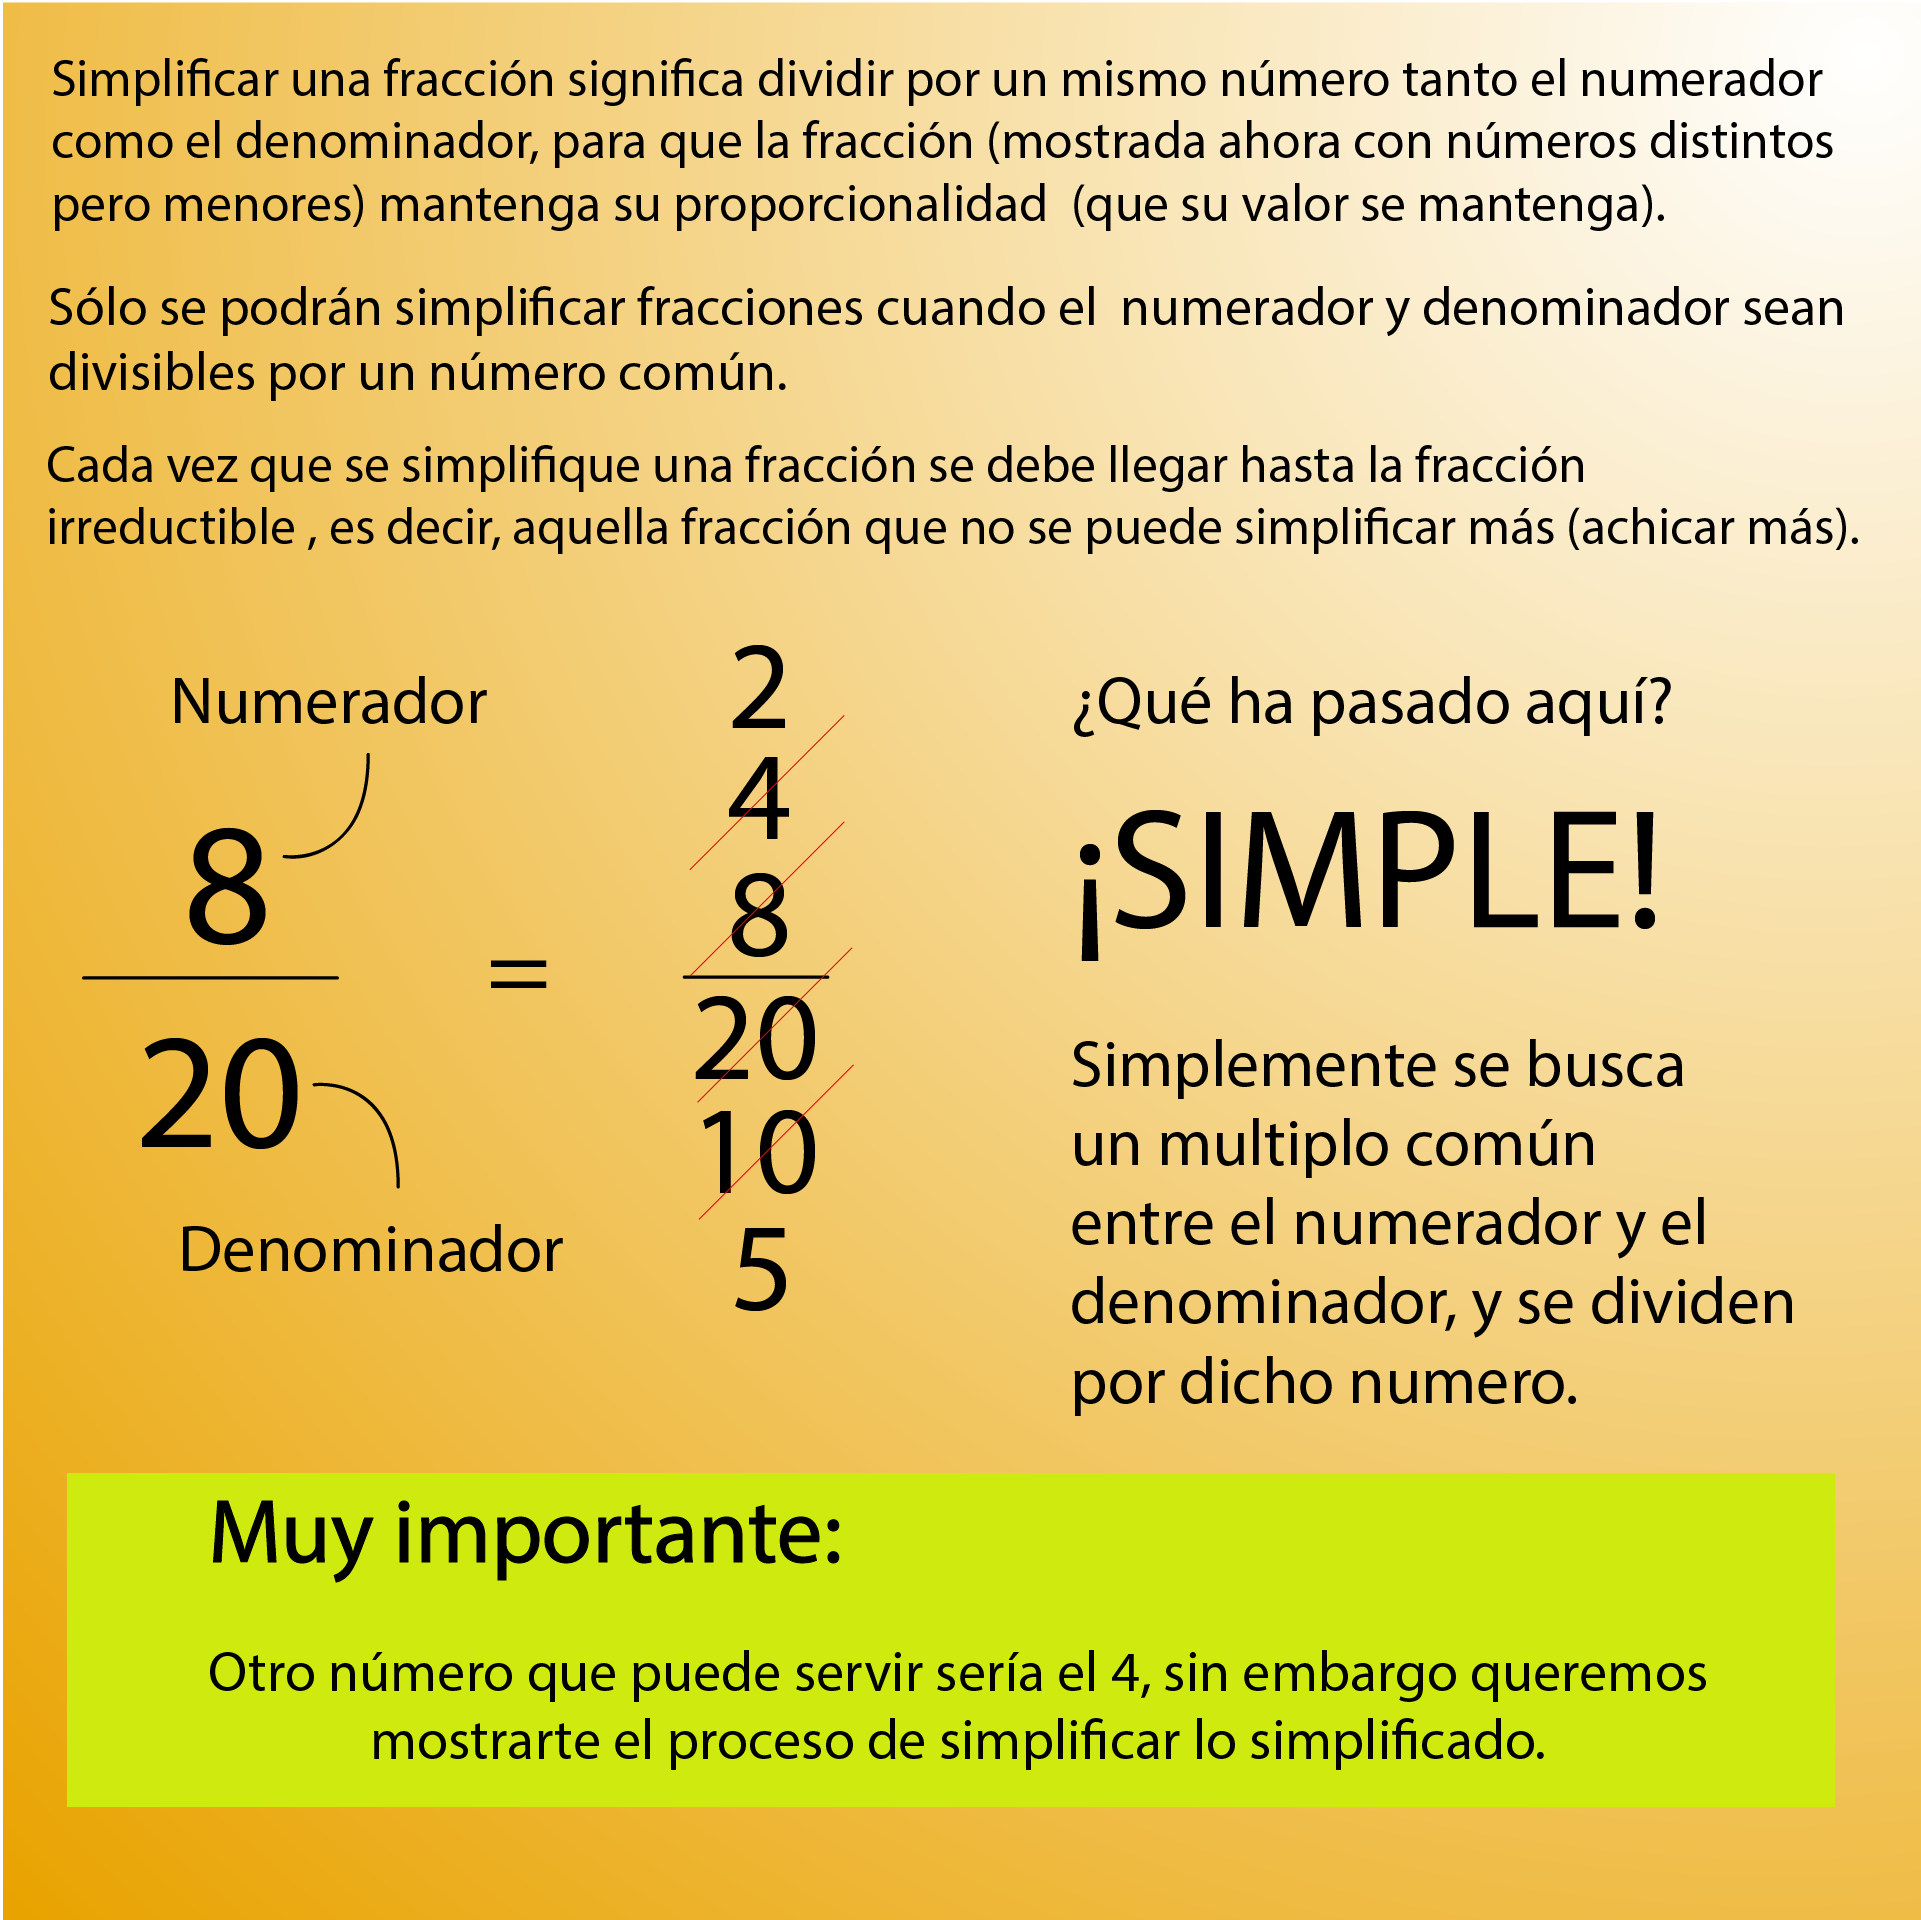 Simplificar una fracción significa dividir por un mismo número tanto el numerador
como el denominador, para que la fracción (mostrada ahora con números distintos
pero menores) mantenga su proporcionalidad (que su valor se mantenga).
Sólo se podrán simplificar fracciones cuando el numerador y denominador sean
divisibles por un número común.
Cada vez que se simplifique una fracción se debe llegar hasta la fracción
irreductible , es decir, aquella fracción que no se puede simplificar más (achicar más).
Numerador
8
20
Denominador
=
2
4
8
20
10
5
¿Qué ha pasado aquí?
¡SIMPLE!
Simplemente se busca
un multiplo común
entre el numerador y el
denominador, y se dividen
por dicho numero.
Muy importante:
Otro número que puede servir sería el 4, sin embargo queremos
mostrarte el proceso de simplificar lo simplificado.